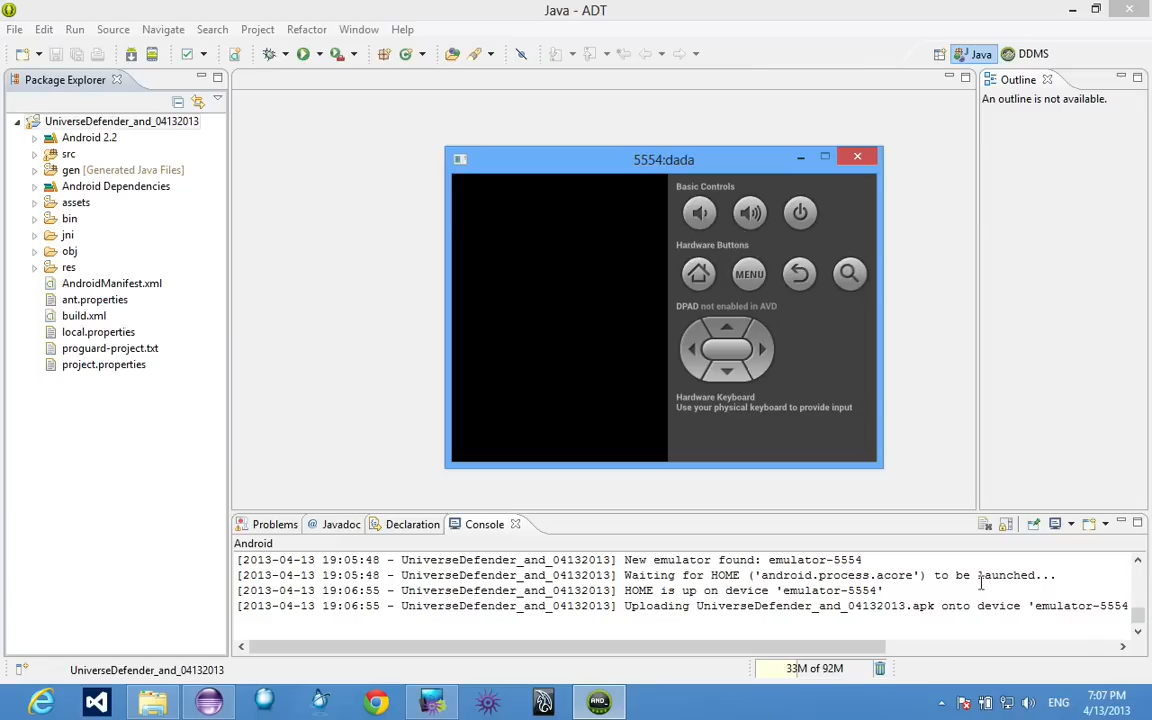 Java - ADT
File Edit Run Source Navigate Search Project Refactor Window Help
Java DDMS
Package Explorer
UniverseDefender_and_04132013
Android 2.2
src
gen [Generated Java Files]
Android Dependencies
assets
bin
jni
obj
res
AndroidManifest.xml
ant.properties
build.xml
local.properties
proguard-project.txt
project.properties
5554:dada
Basic Controls
Hardware Buttons
MENU
DPAD not enabled in AVD
Hardware Keyboard
Use your physical keyboard to provide input
Outline
An outline is not available.
Problems Javadoc Declaration Console
Android
[2013-04-13 19:05:48 - UniverseDefender_and_04132013] New emulator found: emulator-5554
[2013-04-13 19:05:48 - UniverseDefender_and_04132013] Waiting for HOME ('android.process.acore') to be launched...
[2013-04-13 19:06:55 - UniverseDefender_and_04132013] HOME is up on device 'emulator-5554'
[2013-04-13 19:06:55 - UniverseDefender_and_04132013] Uploading UniverseDefender_and_04132013.apk onto device 'emulator-5554
UniverseDefender_and_04132013
33M of 92M
AND
ENG
7:07 PM
4/13/2013